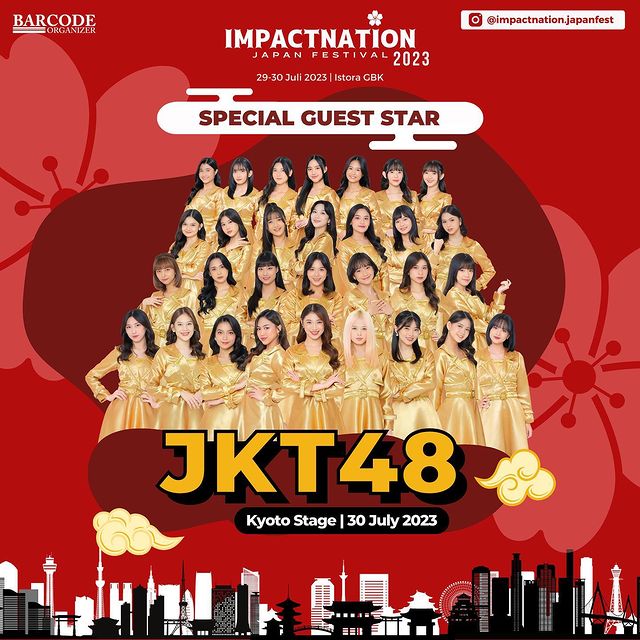 BARCODE
ORGANIZER
IMPACTNATION
JAPAN FESTIVAL 2023
@impactnation.japanfest
29-30 Juli 2023 | Istora GBK
SPECIAL GUEST STAR
JKT48
Kyoto Stage | 30 July 2023